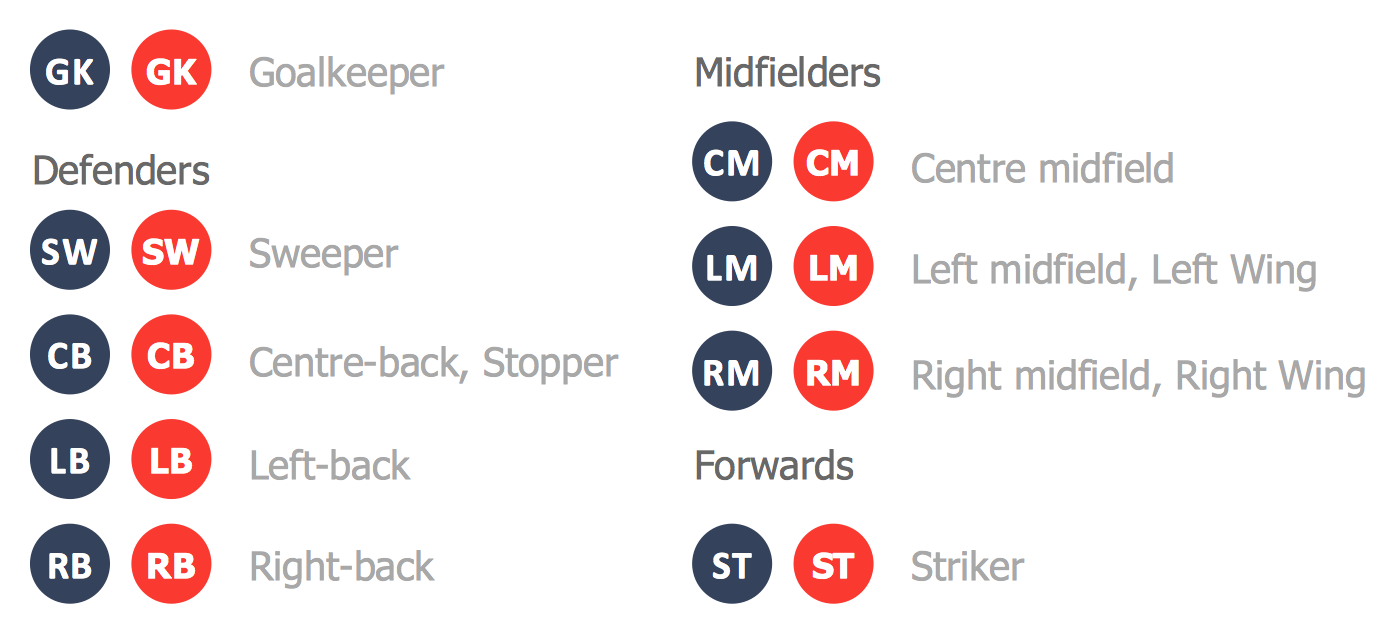 GK GK Goalkeeper
Defenders
SW SW Sweeper
CB CB Centre-back, Stopper
LB LB Left-back
RB RB Right-back
Midfielders
CM CM Centre midfield
LM LM Left midfield, Left Wing
RM RM Right midfield, Right Wing
Forwards
ST ST Striker